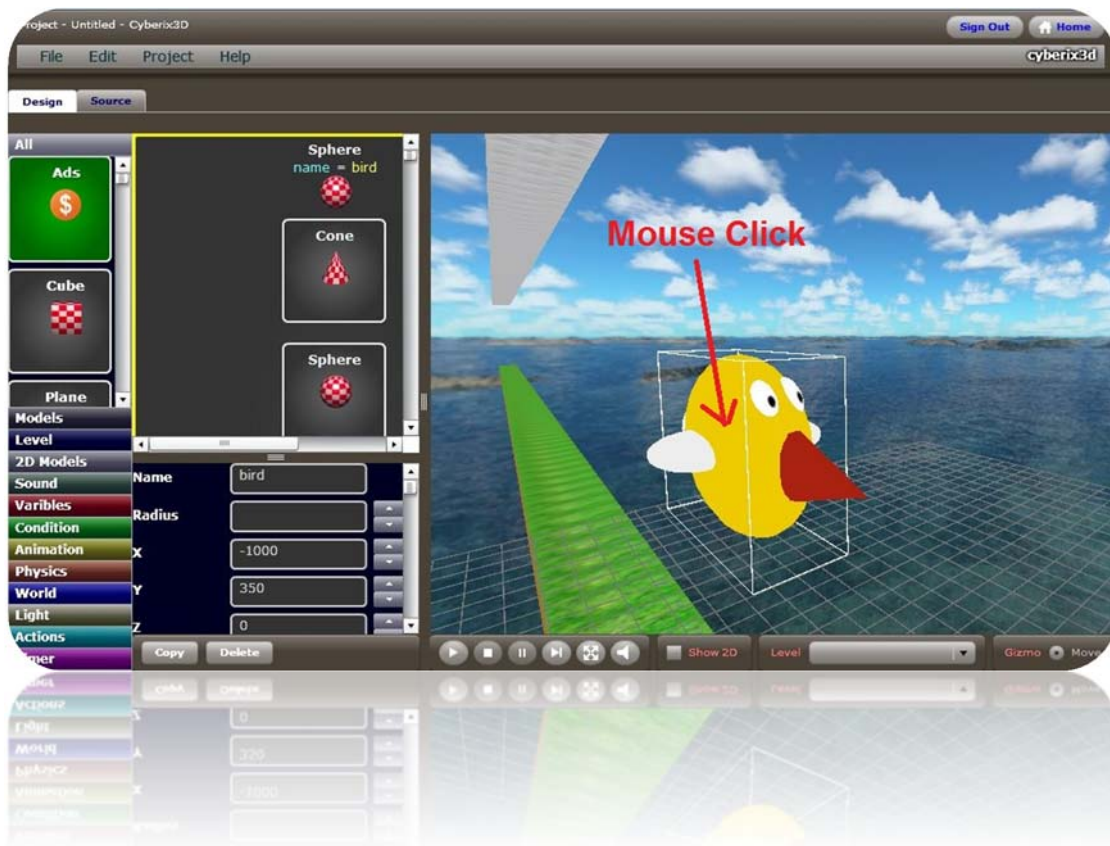 Project - Untitled - Cyberix3D
Sign Out
Home
File Edit Project Help
cyberix3d
Design Source
All
Ads
$
Cube
Plane
Models
Level
2D Models
Sound
Varibles
Condition
Animation
Physics
World
Light
Actions
Sphere
name = bird
Cone
Sphere
Name bird
Radius
X -1000
Y 350
Z 0
Copy Delete
Mouse Click
Show 2D
Level
Gizmo Move